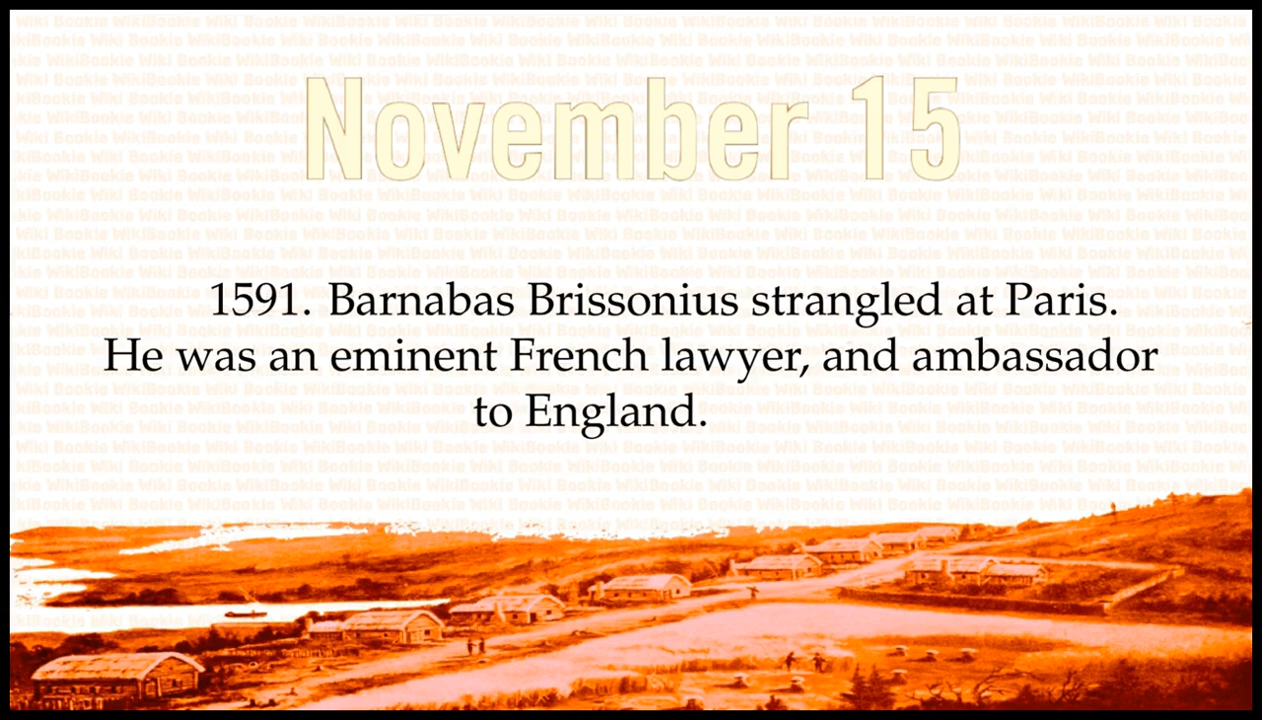 November 15
1591. Barnabas Brissonius strangled at Paris.
He was an eminent French lawyer, and ambassador
to England.